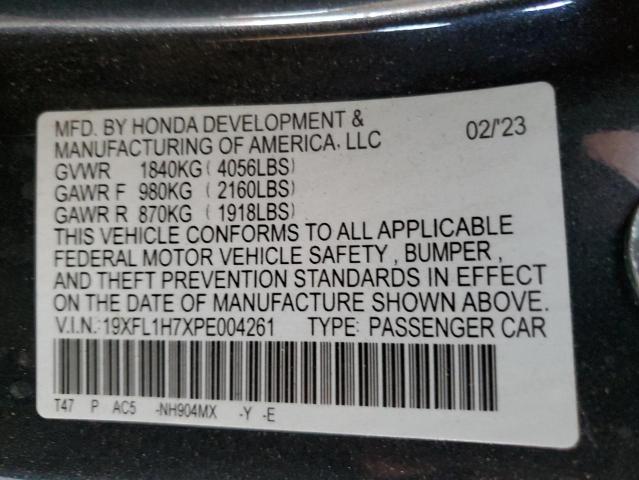 MFD. BY HONDA DEVELOPMENT &
MANUFACTURING OF AMERICA, LLC 02/'23
GVWR 1840KG ( 4056LBS)
GAWR F 980KG ( 2160LBS)
GAWR R 870KG ( 1918LBS)
THIS VEHICLE CONFORMS TO ALL APPLICABLE
FEDERAL MOTOR VEHICLE SAFETY , BUMPER ,
AND THEFT PREVENTION STANDARDS IN EFFECT
ON THE DATE OF MANUFACTURE SHOWN ABOVE.
V.I.N.:19XFL1H7XPE004261 TYPE: PASSENGER CAR
T47 P AC5 -NH904MX -Y -E